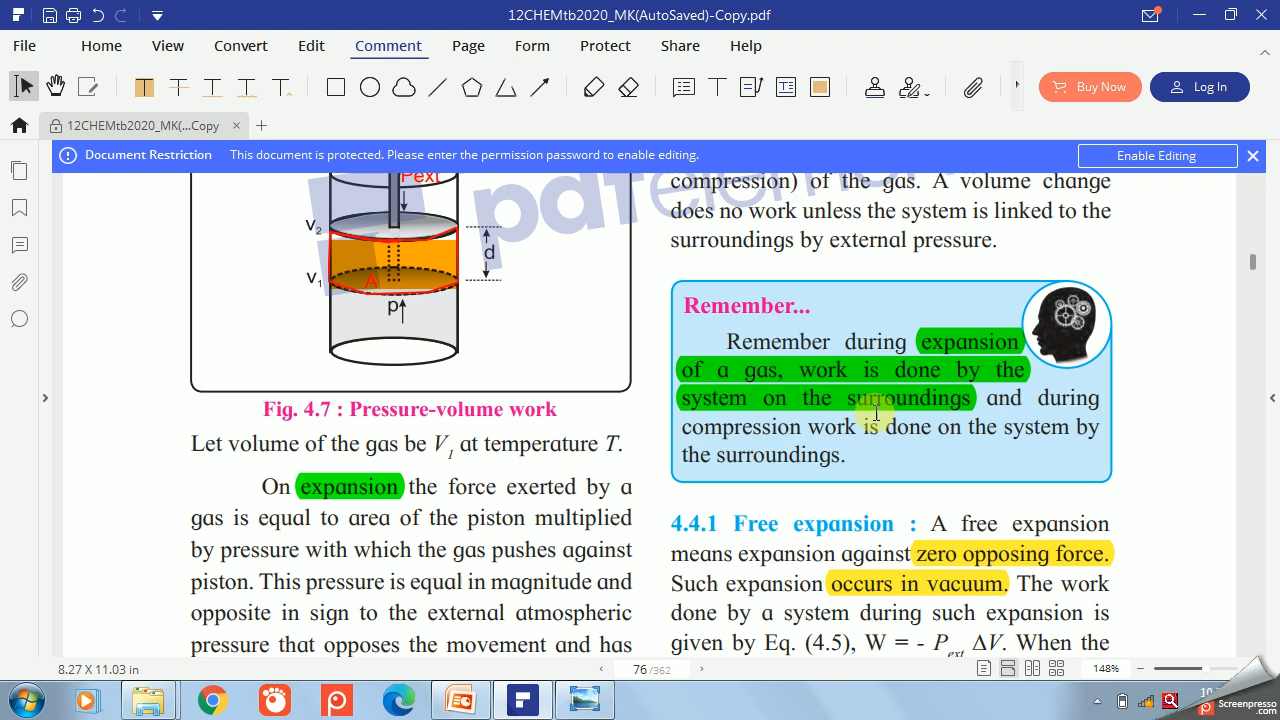 12CHEMtb2020_MK(AutoSaved)-Copy.pdf
File Home View Convert Edit Comment Page Form Protect Share Help
Buy Now
Log In
12CHEMtb2020_MK(...Copy
Document Restriction This document is protected. Please enter the permission password to enable editing.
Enable Editing
Pext
V2
d
V1
A
p
Fig. 4.7 : Pressure-volume work
Let volume of the gas be VI at temperature T.
On expansion the force exerted by a
gas is equal to area of the piston multiplied
by pressure with which the gas pushes against
piston. This pressure is equal in magnitude and
opposite in sign to the external atmospheric
pressure that opposes the movement and has
compression) of the gas. A volume change
does no work unless the system is linked to the
surroundings by external pressure.
Remember...
Remember during expansion
of a gas, work is done by the
system on the surroundings and during
compression work is done on the system by
the surroundings.
4.4.1 Free expansion : A free expansion
means expansion against zero opposing force.
Such expansion occurs in vacuum. The work
done by a system during such expansion is
given by Eq. (4.5), W = - Pext ΔV. When the
8.27 X 11.03 in
76 /362
148%
Screenpresso
.com